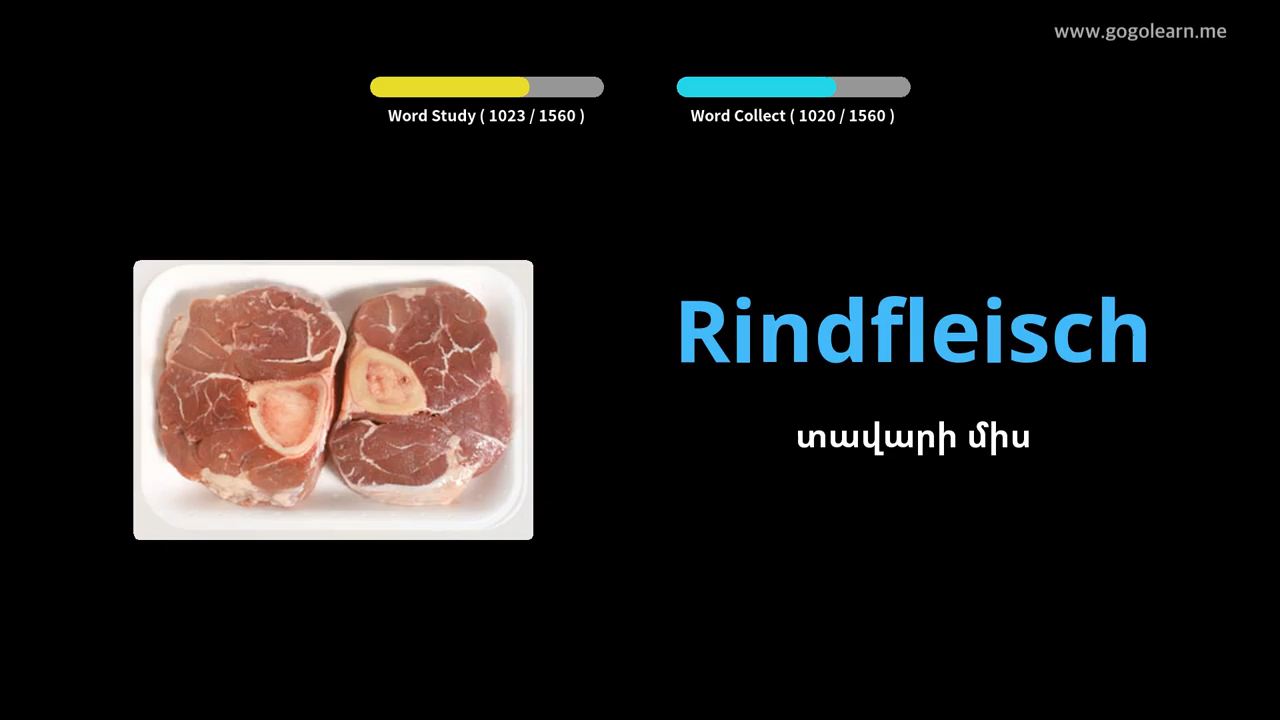 www.gogolearn.me
Word Study ( 1023 / 1560 )
Word Collect ( 1020 / 1560 )
Rindfleisch
տավարի միս